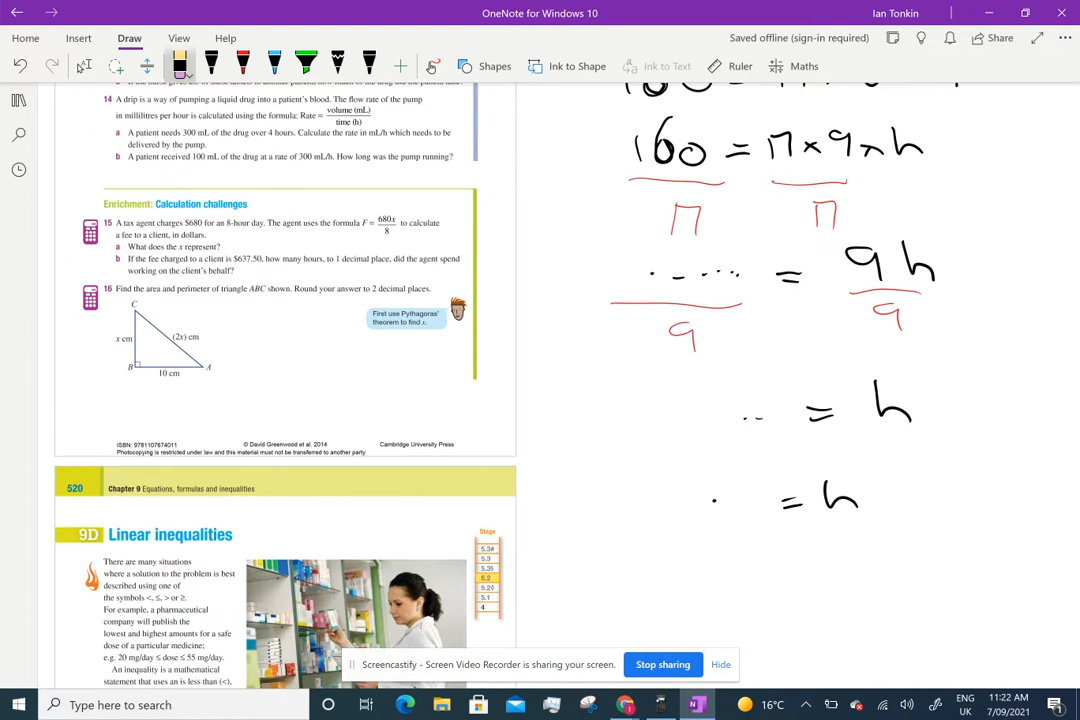 OneNote for Windows 10
Ian Tonkin
Home Insert Draw View Help
Saved offline (sign-in required)
Share
Shapes
Ink to Shape
Ink to Text
Ruler
Maths
14 A drip is a way of pumping a liquid drug into a patient's blood. The flow rate of the pump
in millilitres per hour is calculated using the formula: Rate = volume (mL) / time (h)
a A patient needs 300 mL of the drug over 4 hours. Calculate the rate in mL/h which needs to
delivered by the pump.
b A patient received 100 mL of the drug at a rate of 300 mL/h. How long was the pump running?
Enrichment: Calculation challenges
15 A tax agent charges $680 for an 8-hour day. The agent uses the formula F = 680x / 8 to calculate
a fee to a client, in dollars.
a What does the x represent?
b If the fee charged to a client is $637.50, how many hours, to 1 decimal place, did the agent spend
working on the client's behalf?
16 Find the area and perimeter of triangle ABC shown. Round your answer to 2 decimal places.
First use Pythagoras'
theorem to find x.
C
x cm
(2x) cm
B
A
10 cm
ISBN: 9781107674011
© David Greenwood et al. 2014
Cambridge University Press
Photocopying is restricted under law and this material must not be transferred to another party
520 Chapter 9 Equations, formulas and inequalities
9D Linear inequalities
Stage
5.3#
5.3
5.3§
5.2
5.2◊
5.1
4
There are many situations
where a solution to the problem is best
described using one of
the symbols <, ≤, > or ≥.
For example, a pharmaceutical
company will publish the
lowest and highest amounts for a safe
dose of a particular medicine;
e.g. 20 mg/day ≤ dose ≤ 55 mg/day.
An inequality is a mathematical
statement that uses an is less than (<),
160 = π × 9 × h
π π
..... = 9h
9 9
.. = h
. = h
Screencastify - Screen Video Recorder is sharing your screen.
Stop sharing
Hide
Type here to search
16°C
ENG
UK
11:22 AM
7/09/2021